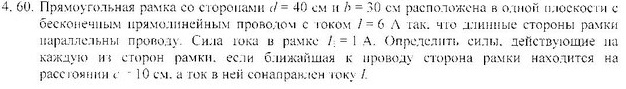 4. 60. Прямоугольная рамка со сторонами d = 40 см и b = 30 см расположена в одной плоскости с
бесконечным прямолинейным проводом с током I = 6 А так, что длинные стороны рамки
параллельны проводу. Сила тока в рамке I₁ = 1 А. Определить силы, действующие на
каждую из сторон рамки, если ближайшая к проводу сторона рамки находится на
расстоянии c = 10 см, а ток в ней сонаправлен току I.